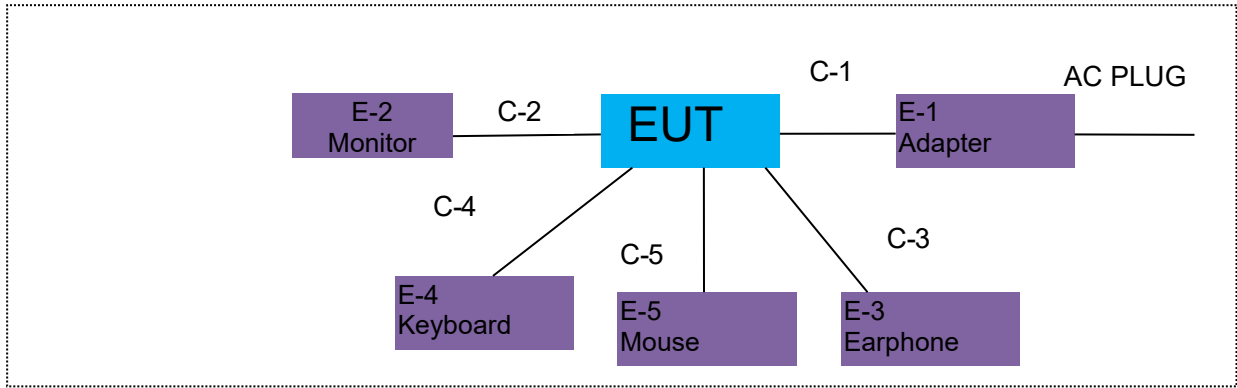 C-1
AC PLUG
E-2
Monitor
C-2
EUT
E-1
Adapter
C-4
C-5
C-3
E-4
Keyboard
E-5
Mouse
E-3
Earphone